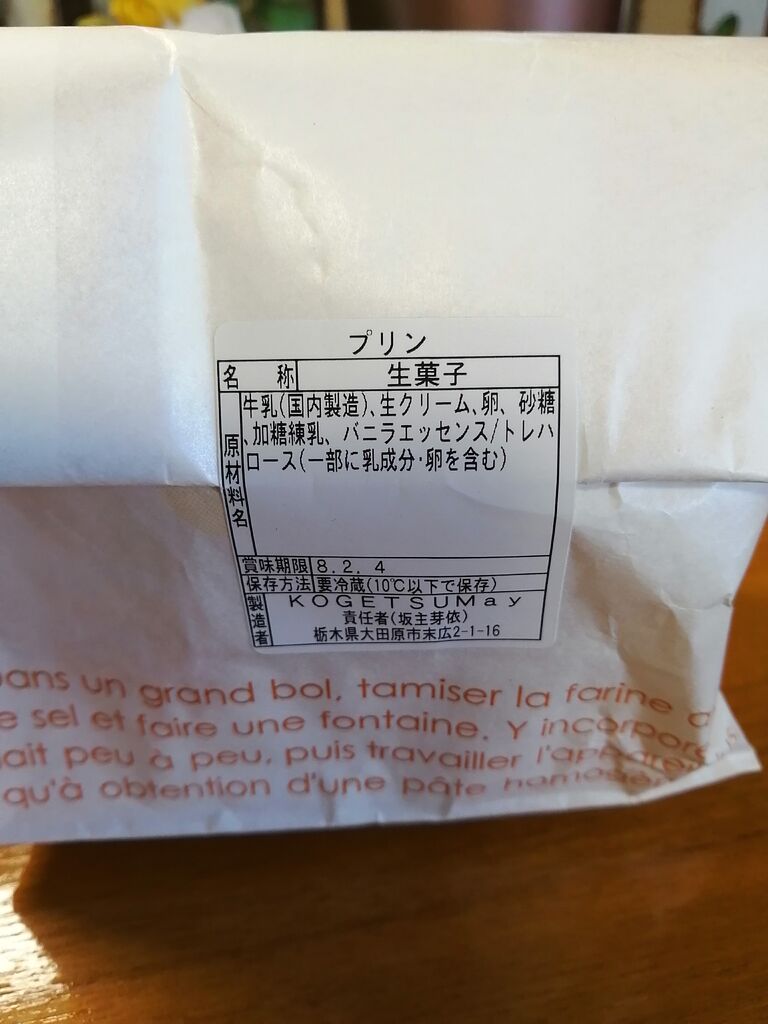 プリン
名 称 生菓子
原材料名 牛乳(国内製造)、生クリーム、卵、砂糖
、加糖練乳、バニラエッセンス/トレハ
ロース(一部に乳成分・卵を含む)
賞味期限 8.2.4
保存方法 要冷蔵(10℃以下で保存)
製造者 KOGETSUMay
責任者(坂主芽依)
栃木県大田原市末広2-1-16
ans un grand bol, tamiser la farine d
e sel et faire une fontaine. Y incorpore
ait peu à peu, puis travailler l'appareil
qu'à obtention d'une pâte homogè